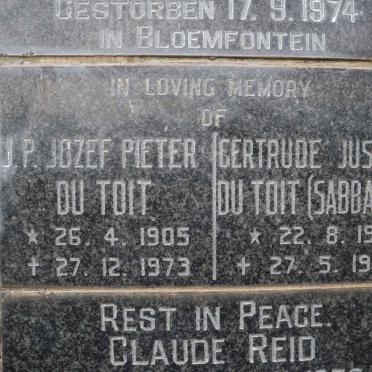 GESTORBEN 17.9.1974
IN BLOEMFONTEIN
IN LOVING MEMORY
OF
J.P. JOZEF PIETER
DU TOIT
* 26. 4. 1905
+ 27. 12. 1973
GERTRUDE JUS
DU TOIT (SABBA
* 22. 8. 19
+ 27. 5. 19
REST IN PEACE.
CLAUDE REID